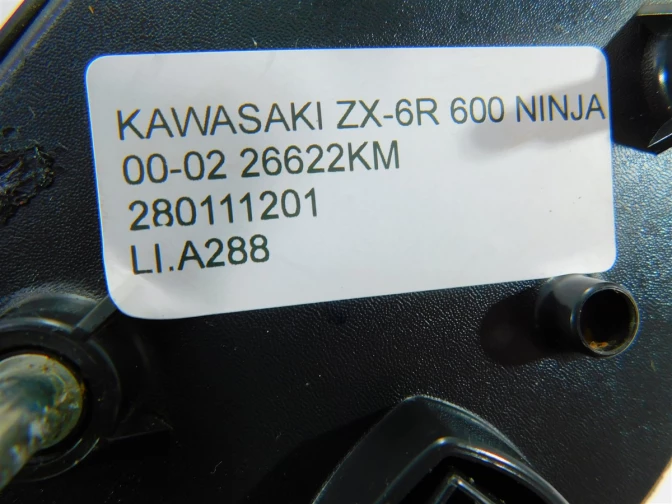 KAWASAKI ZX-6R 600 NINJA
00-02 26622KM
280111201
LI.A288